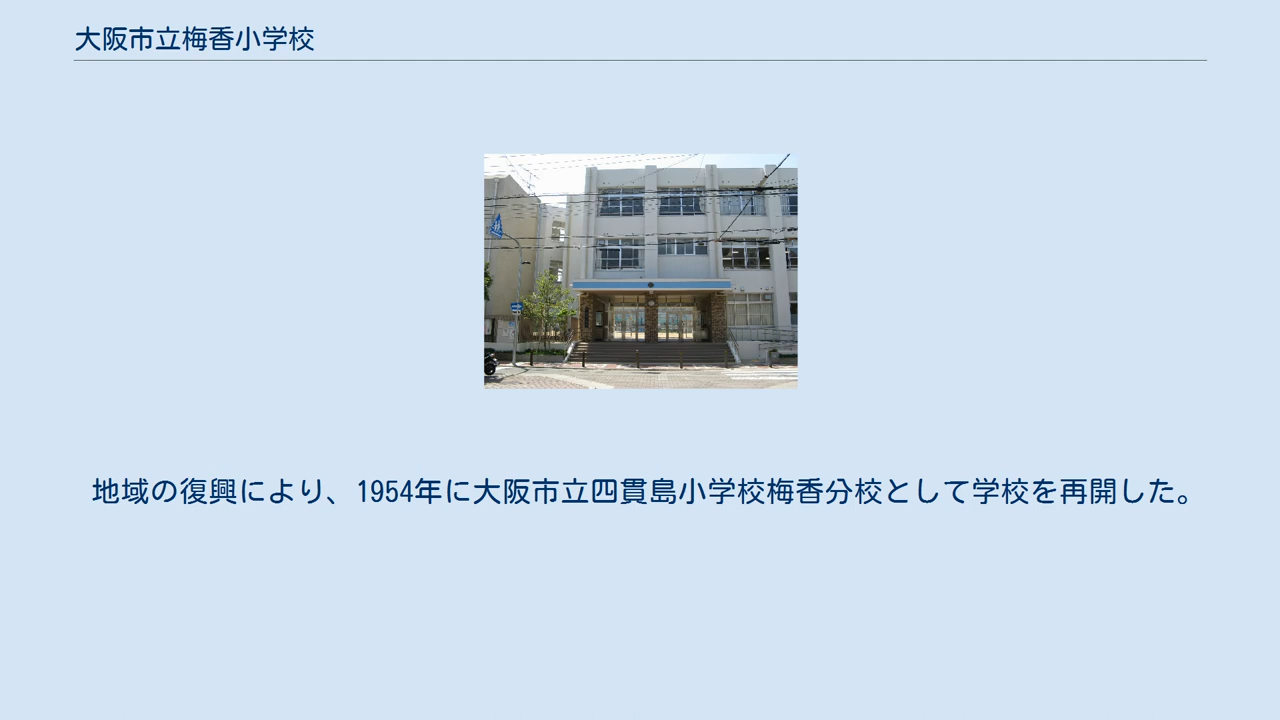 大阪市立梅香小学校
地域の復興により、1954年に大阪市立四貫島小学校梅香分校として学校を再開した。